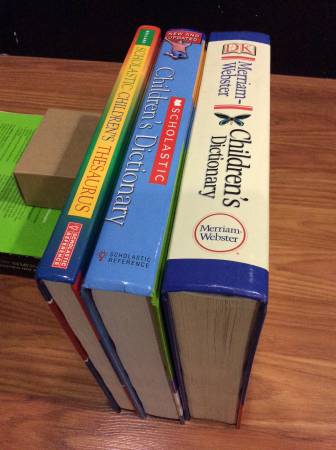 BOLLARD
SCHOLASTIC CHILDREN'S THESAURUS
SCHOLASTIC
REFERENCE
NEW AND
UPDATED!
SCHOLASTIC
Children's Dictionary
SCHOLASTIC
REFERENCE
DK
Merriam-
Webster
Children's
Dictionary
Merriam-
Webster